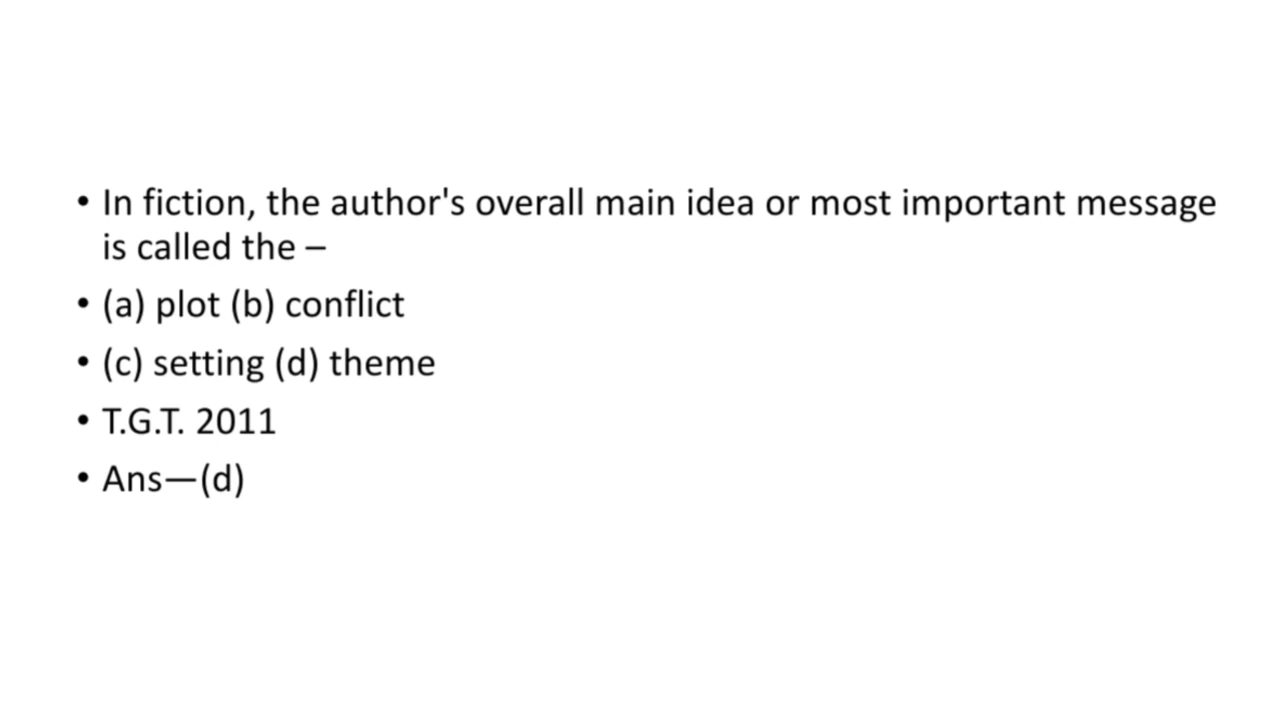 • In fiction, the author's overall main idea or most important message
is called the –
• (a) plot (b) conflict
• (c) setting (d) theme
• T.G.T. 2011
• Ans—(d)